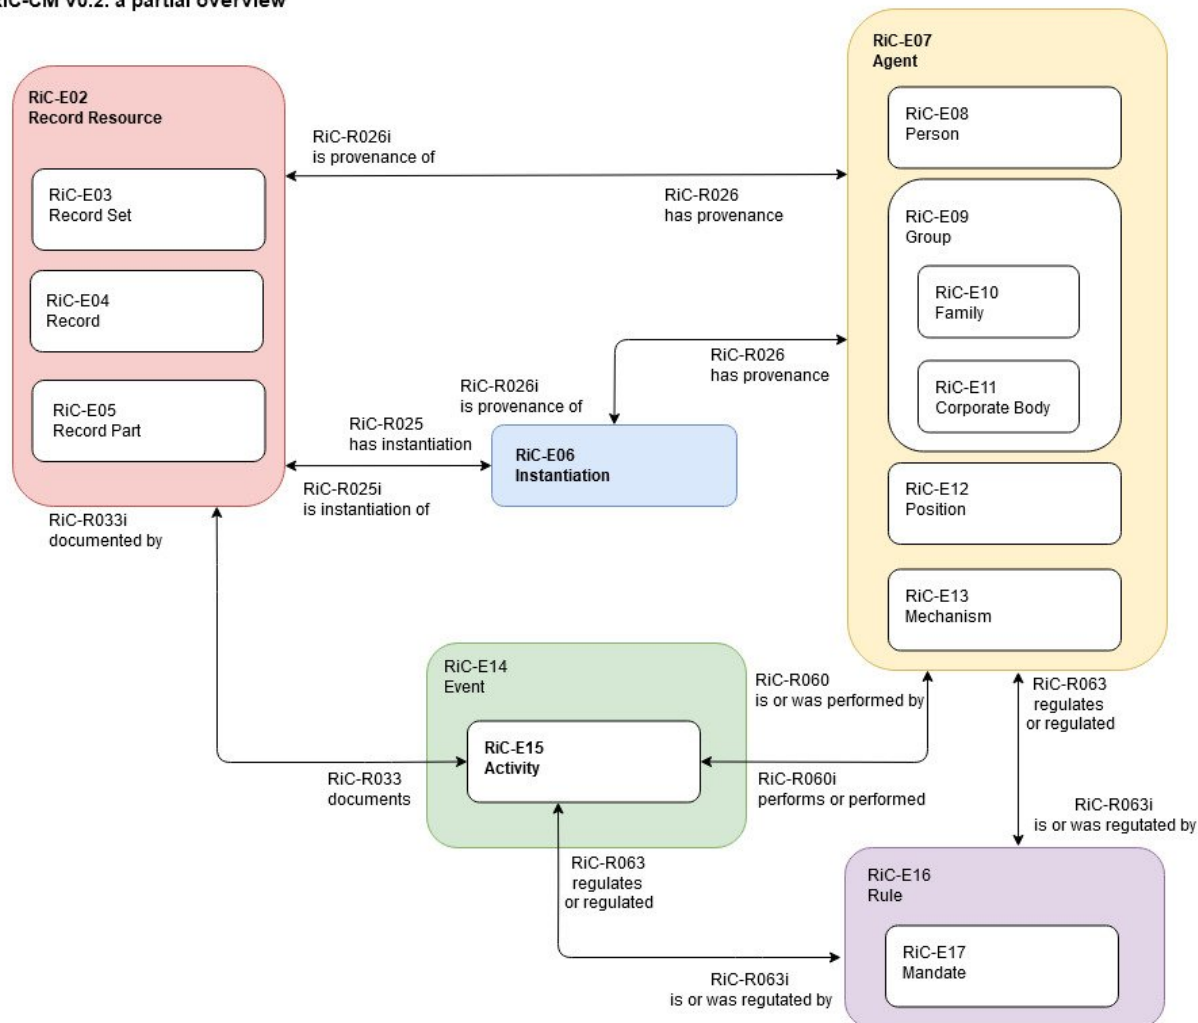 RiC-CM v0.2: a partial overview
RiC-E02
Record Resource
RiC-E03
Record Set
RiC-E04
Record
RiC-E05
Record Part
RiC-R026i
is provenance of
RiC-R026
has provenance
RiC-E07
Agent
RiC-E08
Person
RiC-E09
Group
RiC-E10
Family
RiC-E11
Corporate Body
RiC-E12
Position
RiC-E13
Mechanism
RiC-R026
has provenance
RiC-R026i
is provenance of
RiC-R025
has instantiation
RiC-R025i
is instantiation of
RiC-E06
Instantiation
RiC-R033i
documented by
RiC-R033
documents
RiC-E14
Event
RiC-E15
Activity
RiC-R060
is or was performed by
RiC-R060i
performs or performed
RiC-R063
regulates
or regulated
RiC-R063i
is or was regutated by
RiC-R063
regulates
or regulated
RiC-R063i
is or was regutated by
RiC-E16
Rule
RiC-E17
Mandate